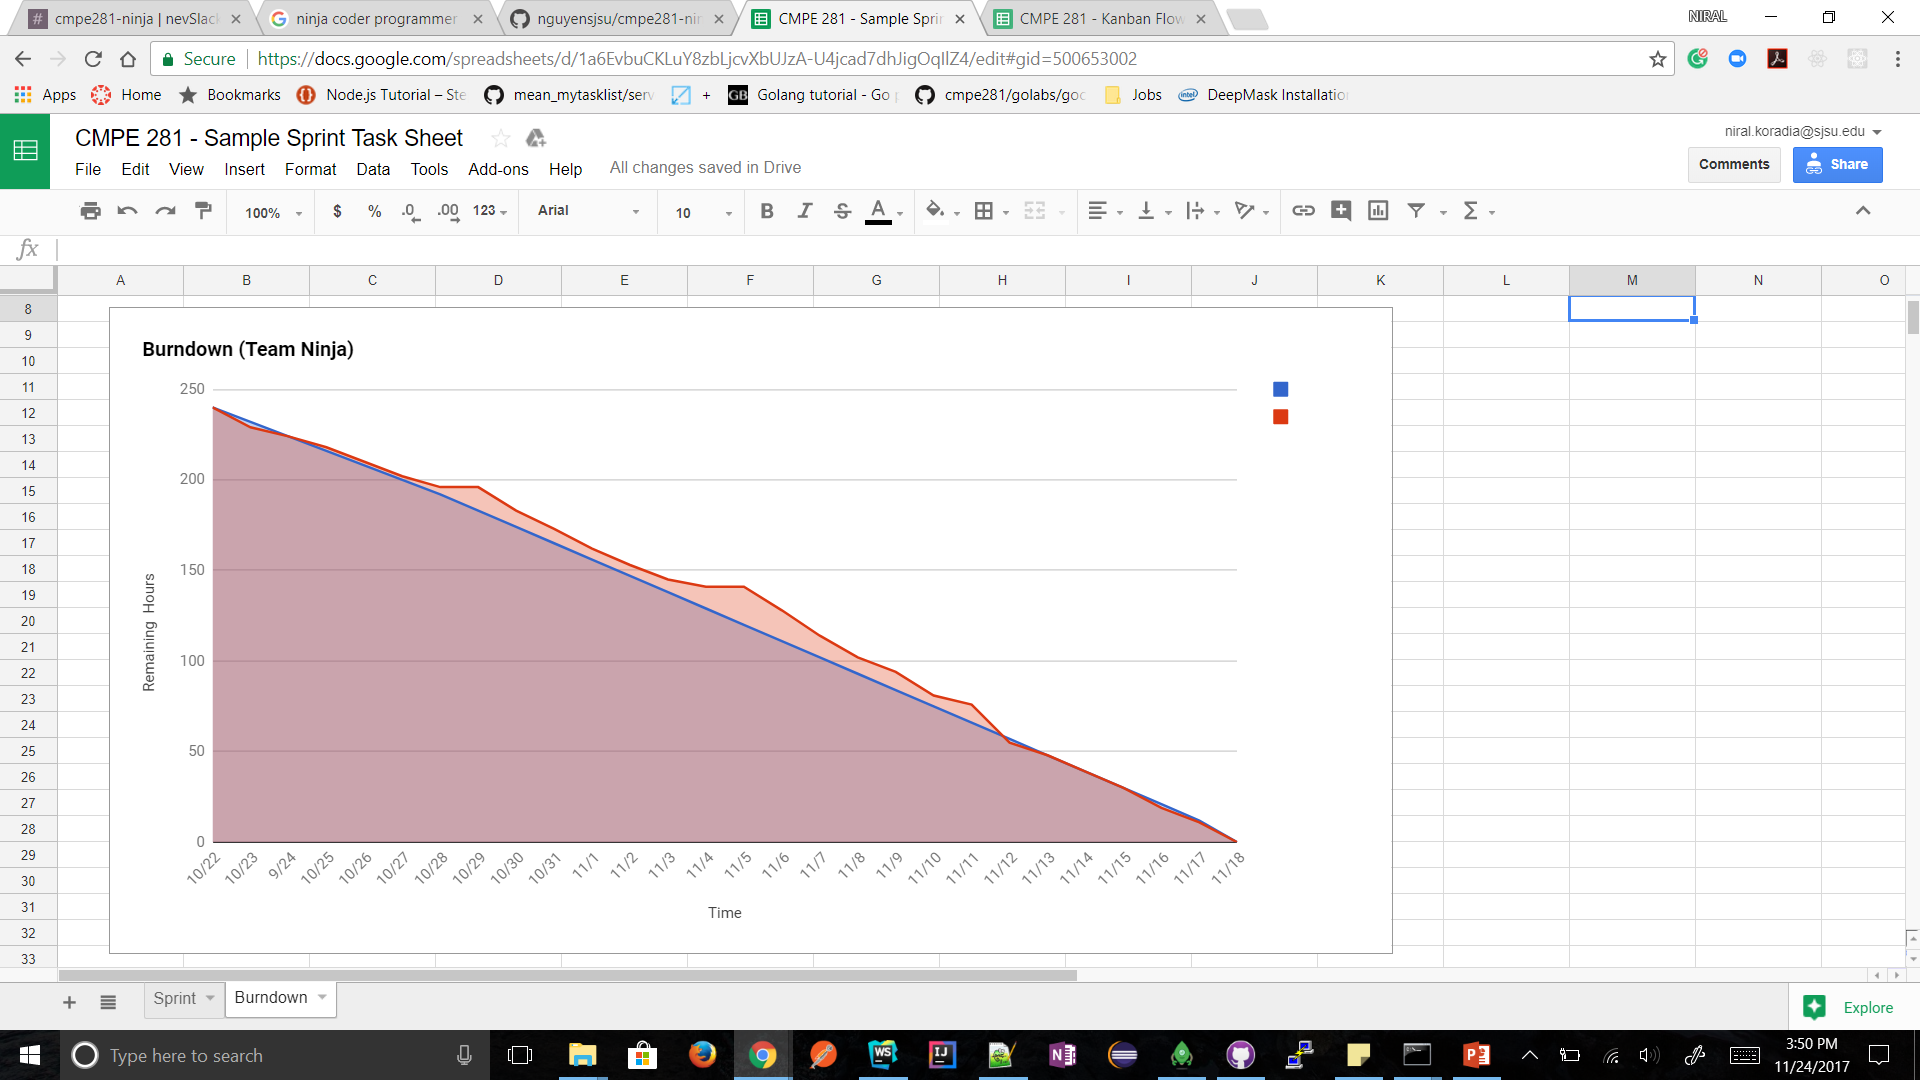 cmpe281-ninja | nevSlac
ninja coder programmer
nguyensjsu/cmpe281-nin
CMPE 281 - Sample Sprin
CMPE 281 - Kanban Flow
NIRAL
Secure
https://docs.google.com/spreadsheets/d/1a6EvbuCKLuY8zbLjcvXbUJzA-U4jcad7dhJigOqIlZ4/edit#gid=500653002
Apps
Home
Bookmarks
Node.js Tutorial – Ste
mean_mytasklist/serv
+
GB
Golang tutorial - Go
cmpe281/golabs/goc
Jobs
intel
DeepMask Installation
CMPE 281 - Sample Sprint Task Sheet
niral.koradia@sjsu.edu
File Edit View Insert Format Data Tools Add-ons Help
All changes saved in Drive
Comments
Share
100%
$ % .0 .00 123
Arial
10
B I S A
Σ
fx
A B C D E F G H I J K L M N O
8
9
10
11
12
13
14
15
16
17
18
19
20
21
22
23
24
25
26
27
28
29
30
31
32
33
Burndown (Team Ninja)
250
200
150
100
50
0
Remaining Hours
10/22 10/23 9/24 10/25 10/26 10/27 10/28 10/29 10/30 10/31 11/1 11/2 11/3 11/4 11/5 11/6 11/7 11/8 11/9 11/10 11/11 11/12 11/13 11/14 11/15 11/16 11/17 11/18
Time
+
Sprint
Burndown
Explore
Type here to search
WS
IJ
N
P
3:50 PM
11/24/2017